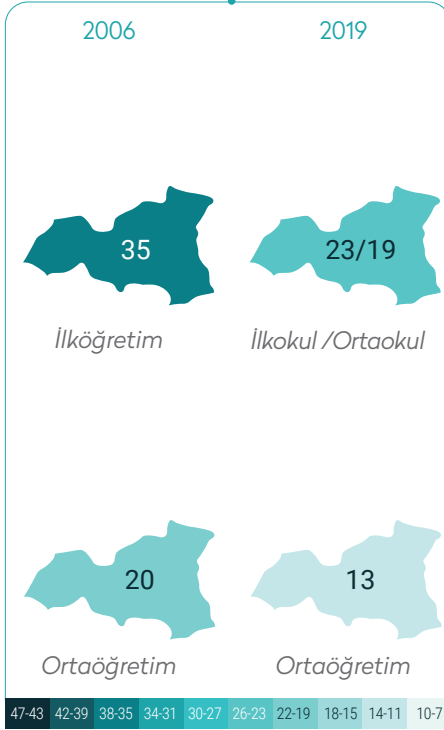 2006 2019
35 23/19
İlköğretim İlkokul /Ortaokul
20 13
Ortaöğretim Ortaöğretim
47-43 42-39 38-35 34-31 30-27 26-23 22-19 18-15 14-11 10-7